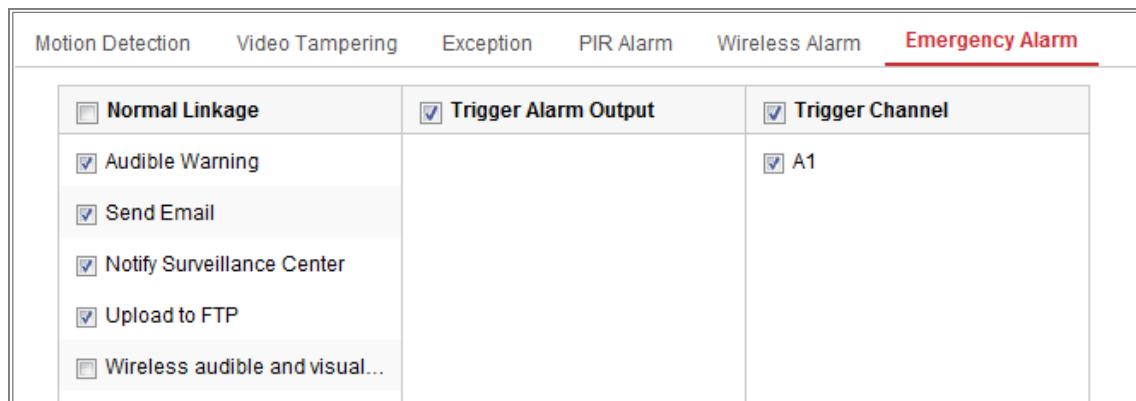 Motion Detection Video Tampering Exception PIR Alarm Wireless Alarm Emergency Alarm
Normal Linkage Trigger Alarm Output Trigger Channel
Audible Warning A1
Send Email
Notify Surveillance Center
Upload to FTP
Wireless audible and visual...